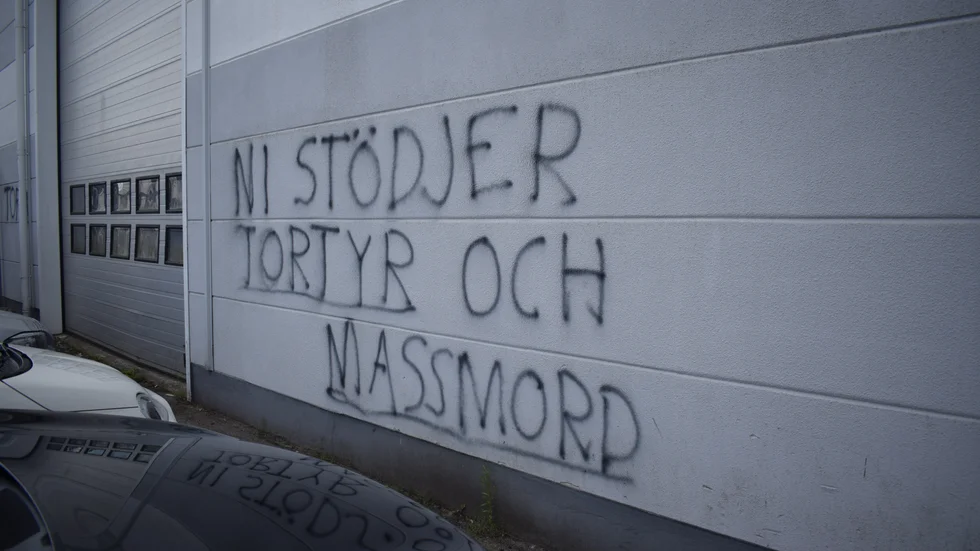 NI STÖDJER
TORTYR OCH
MASSMORD